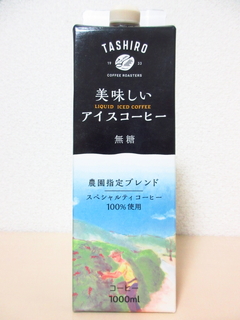 TASHIRO
1932
COFFEE ROASTERS
美味しい
LIQUID ICED COFFEE
アイスコーヒー
無糖
農園指定ブレンド
スペシャルティコーヒー
100%使用
コーヒー
1000ml